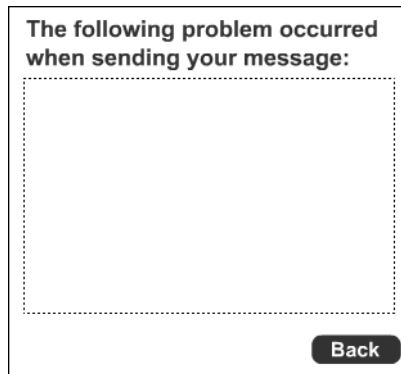 The following problem occurred
when sending your message:
Back